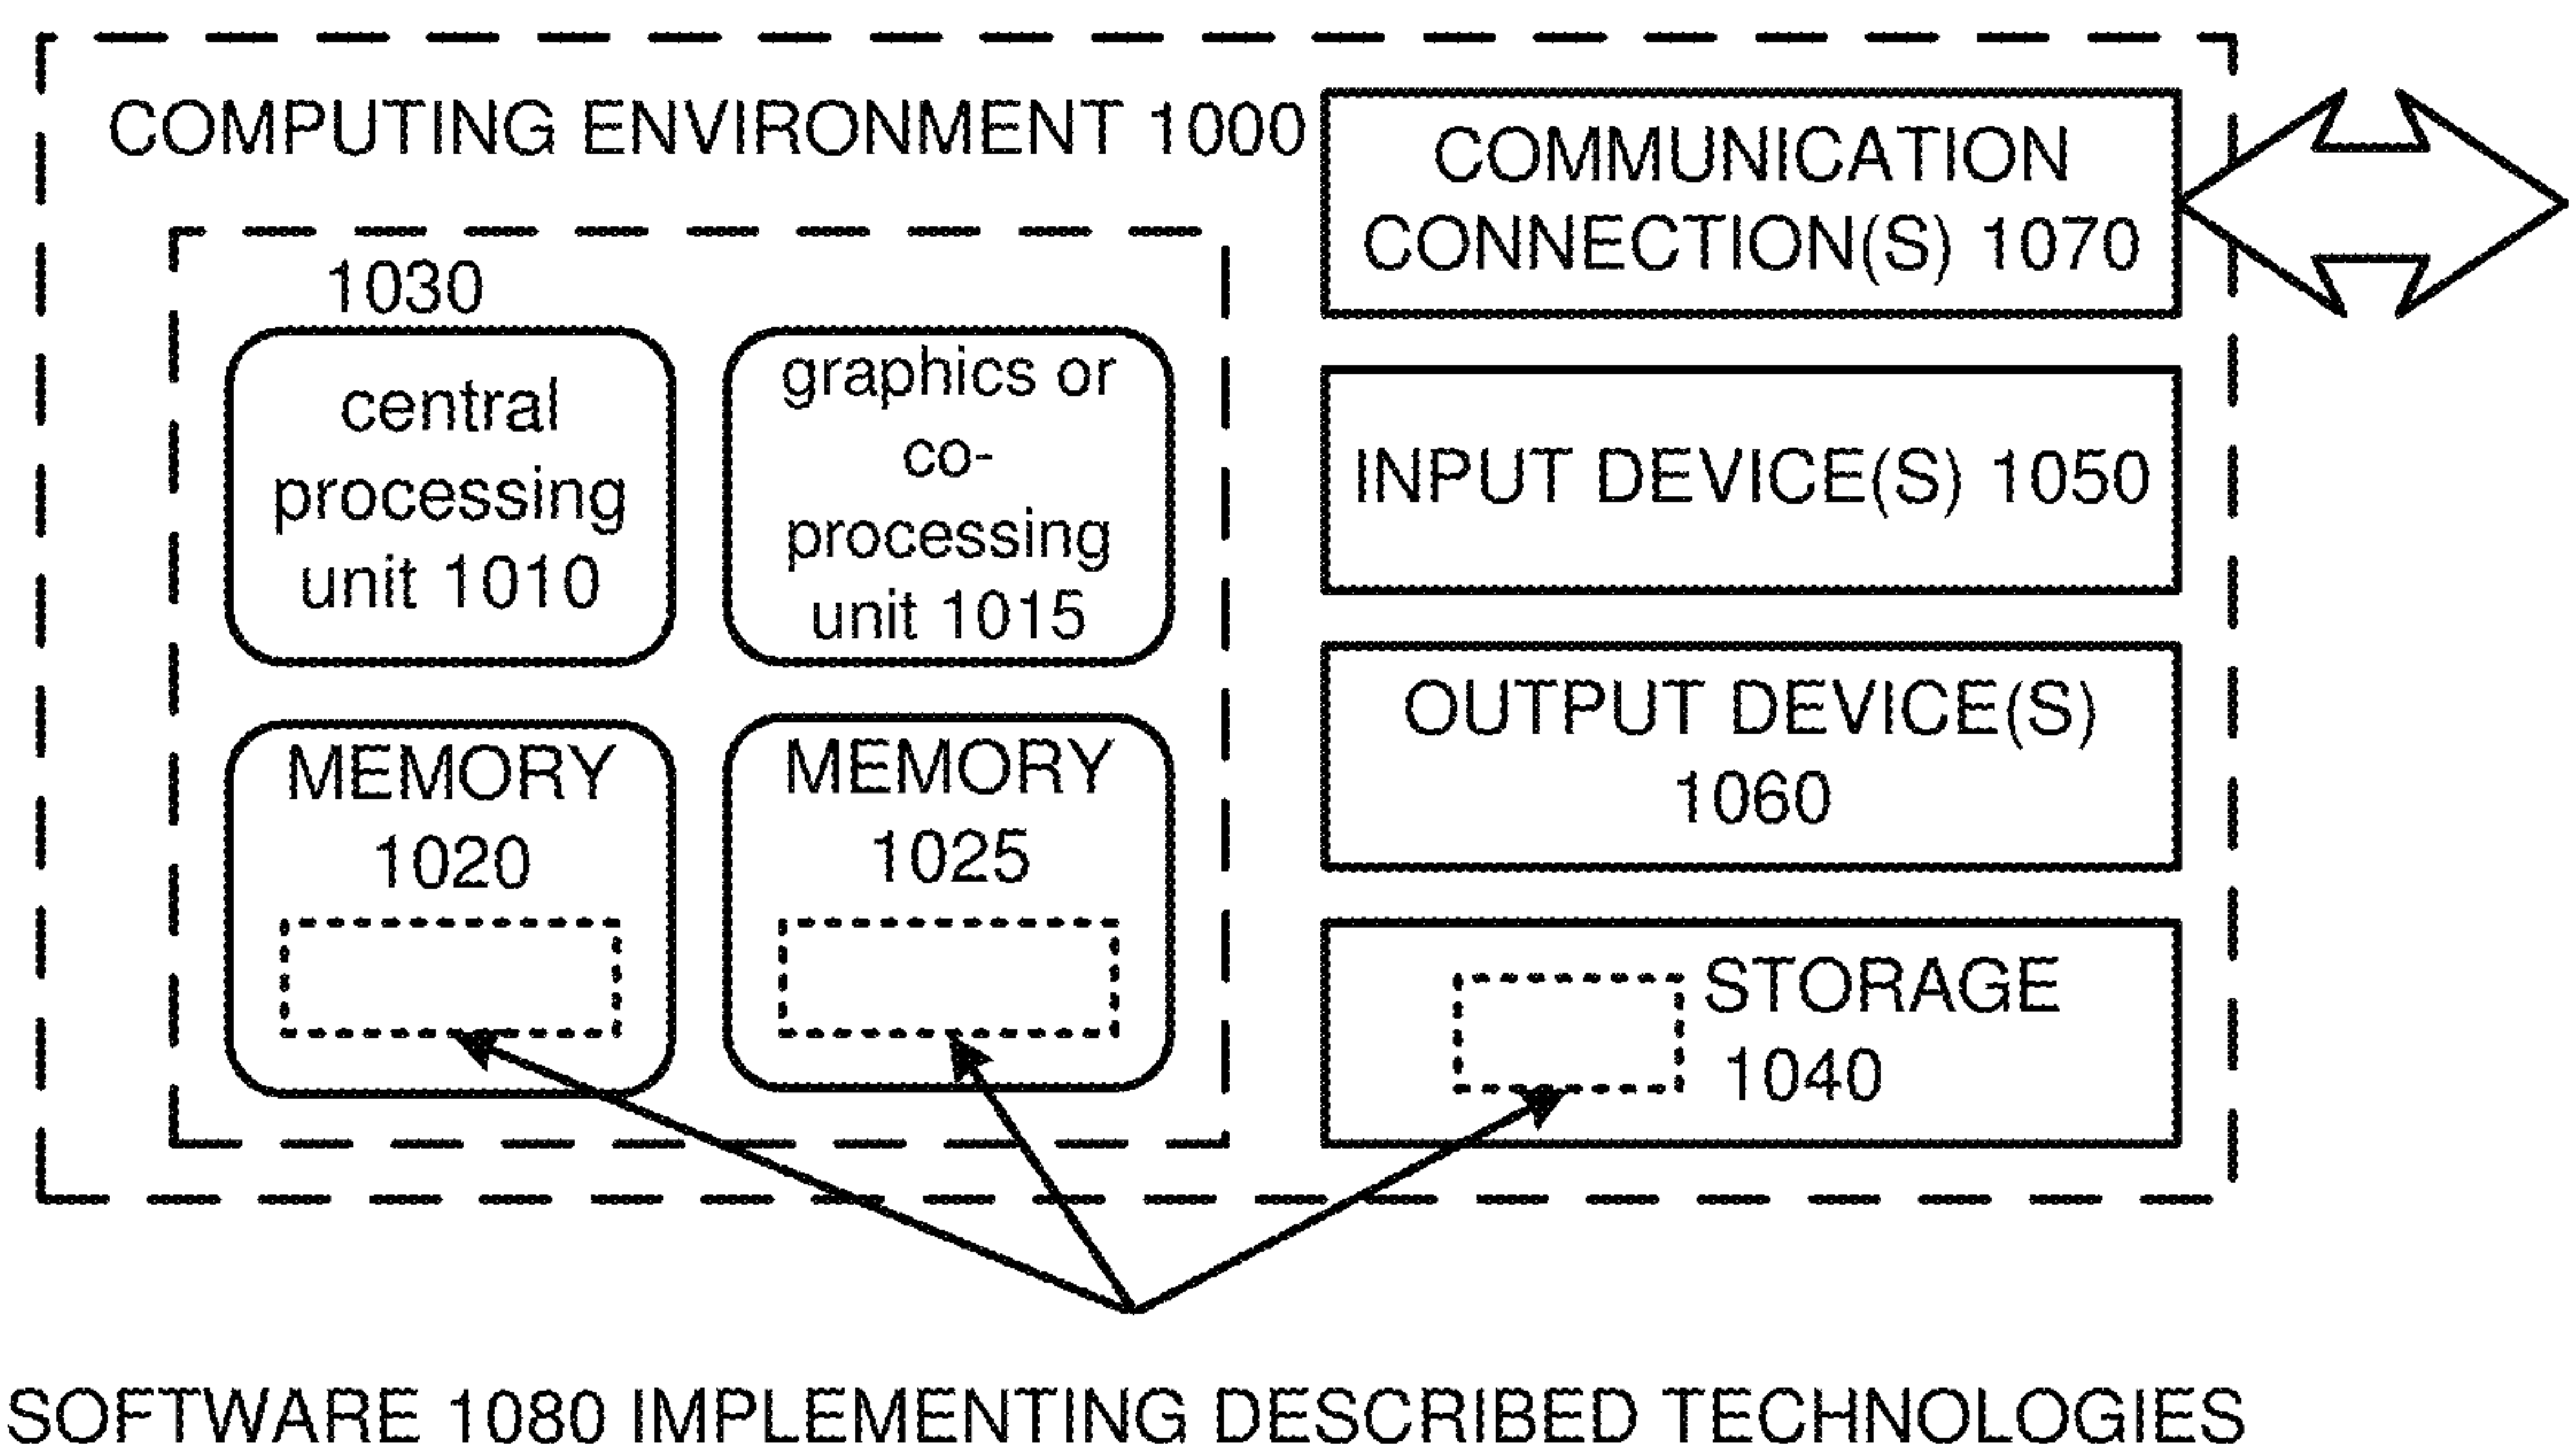 COMPUTING ENVIRONMENT 1000
1030
central
processing
unit 1010
graphics or
co-
processing
unit 1015
MEMORY
1020
MEMORY
1025
COMMUNICATION
CONNECTION(S) 1070
INPUT DEVICE(S) 1050
OUTPUT DEVICE(S)
1060
STORAGE
1040
SOFTWARE 1080 IMPLEMENTING DESCRIBED TECHNOLOGIES